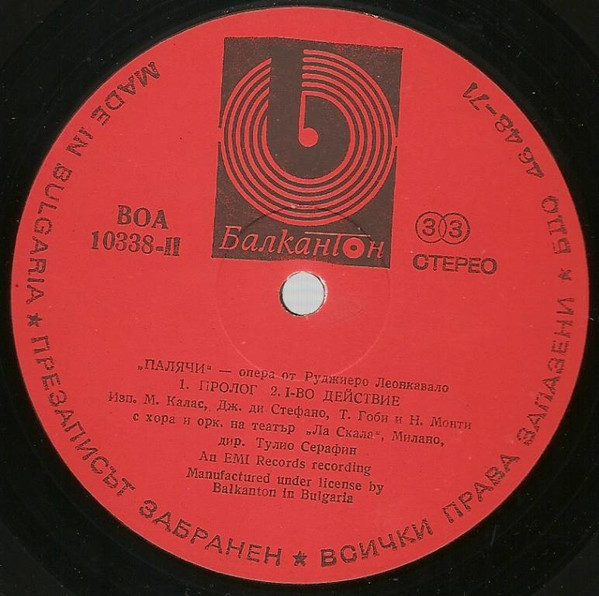 MADE IN BULGARIA ★ ПРЕЗАПИСЪТ ЗАБРАНЕН ★ ВСИЧКИ ПРАВА ЗАПАЗЕНИ ★ БДС 4648-71
Балкантон
ВОА
10338-II
33
СТЕРЕО
„ПАЛЯЧИ" — опера от Руджиеро Леонкавало
1. ПРОЛОГ 2. I-ВО ДЕЙСТВИЕ
Изп. М. Калас, Дж. ди Стефано, Т. Гоби и Н. Монти
с хора и орк. на театър „Ла Скала", Милано,
дир. Тулио Серафин
An EMI Records recording
Manufactured under license by
Balkanton in Bulgaria